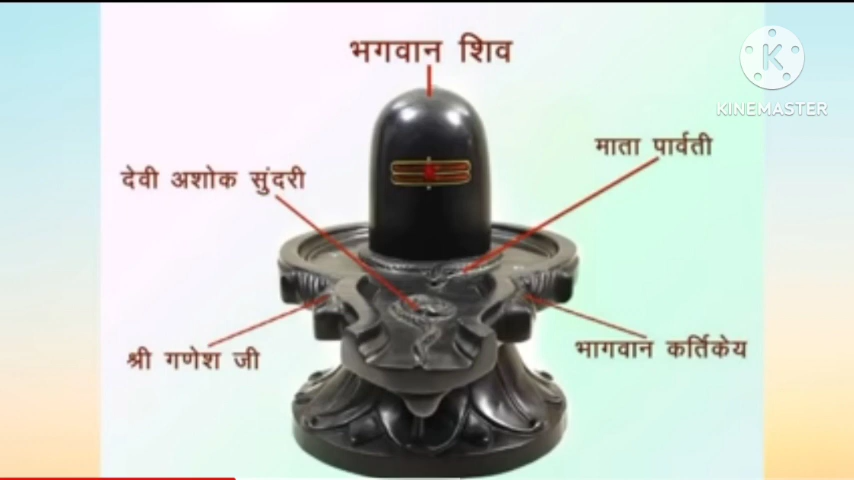 भगवान शिव
KINEMASTER
माता पार्वती
देवी अशोक सुंदरी
श्री गणेश जी
भागवान कर्तिकेय